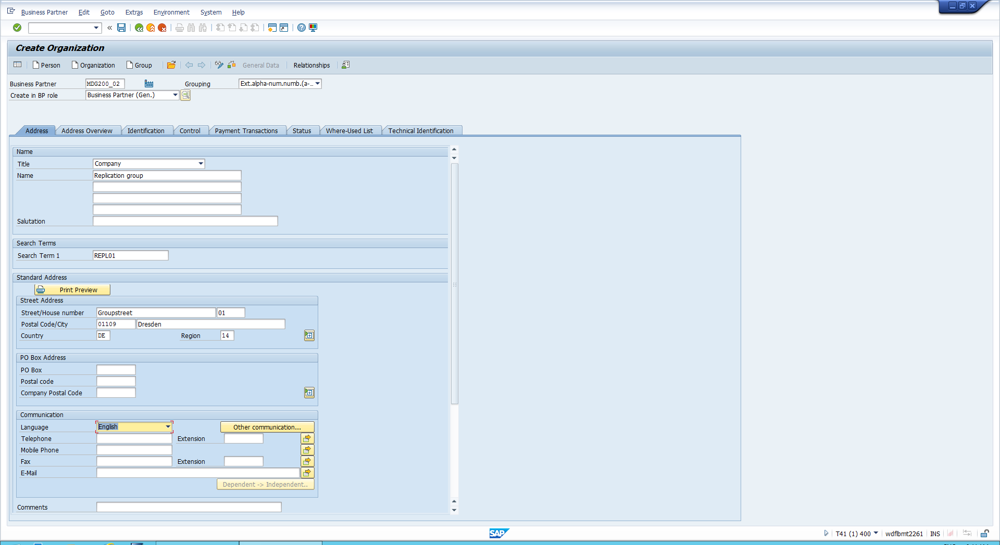 Business Partner Edit Goto Extras Environment System Help
Create Organization
Person Organization Group General Data Relationships
Business Partner MDG200_02 Grouping Ext.alpha-num.numb.(a-...
Create in BP role Business Partner (Gen.)
Address Address Overview Identification Control Payment Transactions Status Where-Used List Technical Identification
Name
Title Company
Name Replication group
Salutation
Search Terms
Search Term 1 REPL01
Standard Address
Print Preview
Street Address
Street/House number Groupstreet 01
Postal Code/City 01109 Dresden
Country DE Region 14
PO Box Address
PO Box
Postal code
Company Postal Code
Communication
Language English Other communication...
Telephone Extension
Mobile Phone
Fax Extension
E-Mail
Dependent -> Independent..
Comments
SAP T41 (1) 400 wdflbmt2261 INS